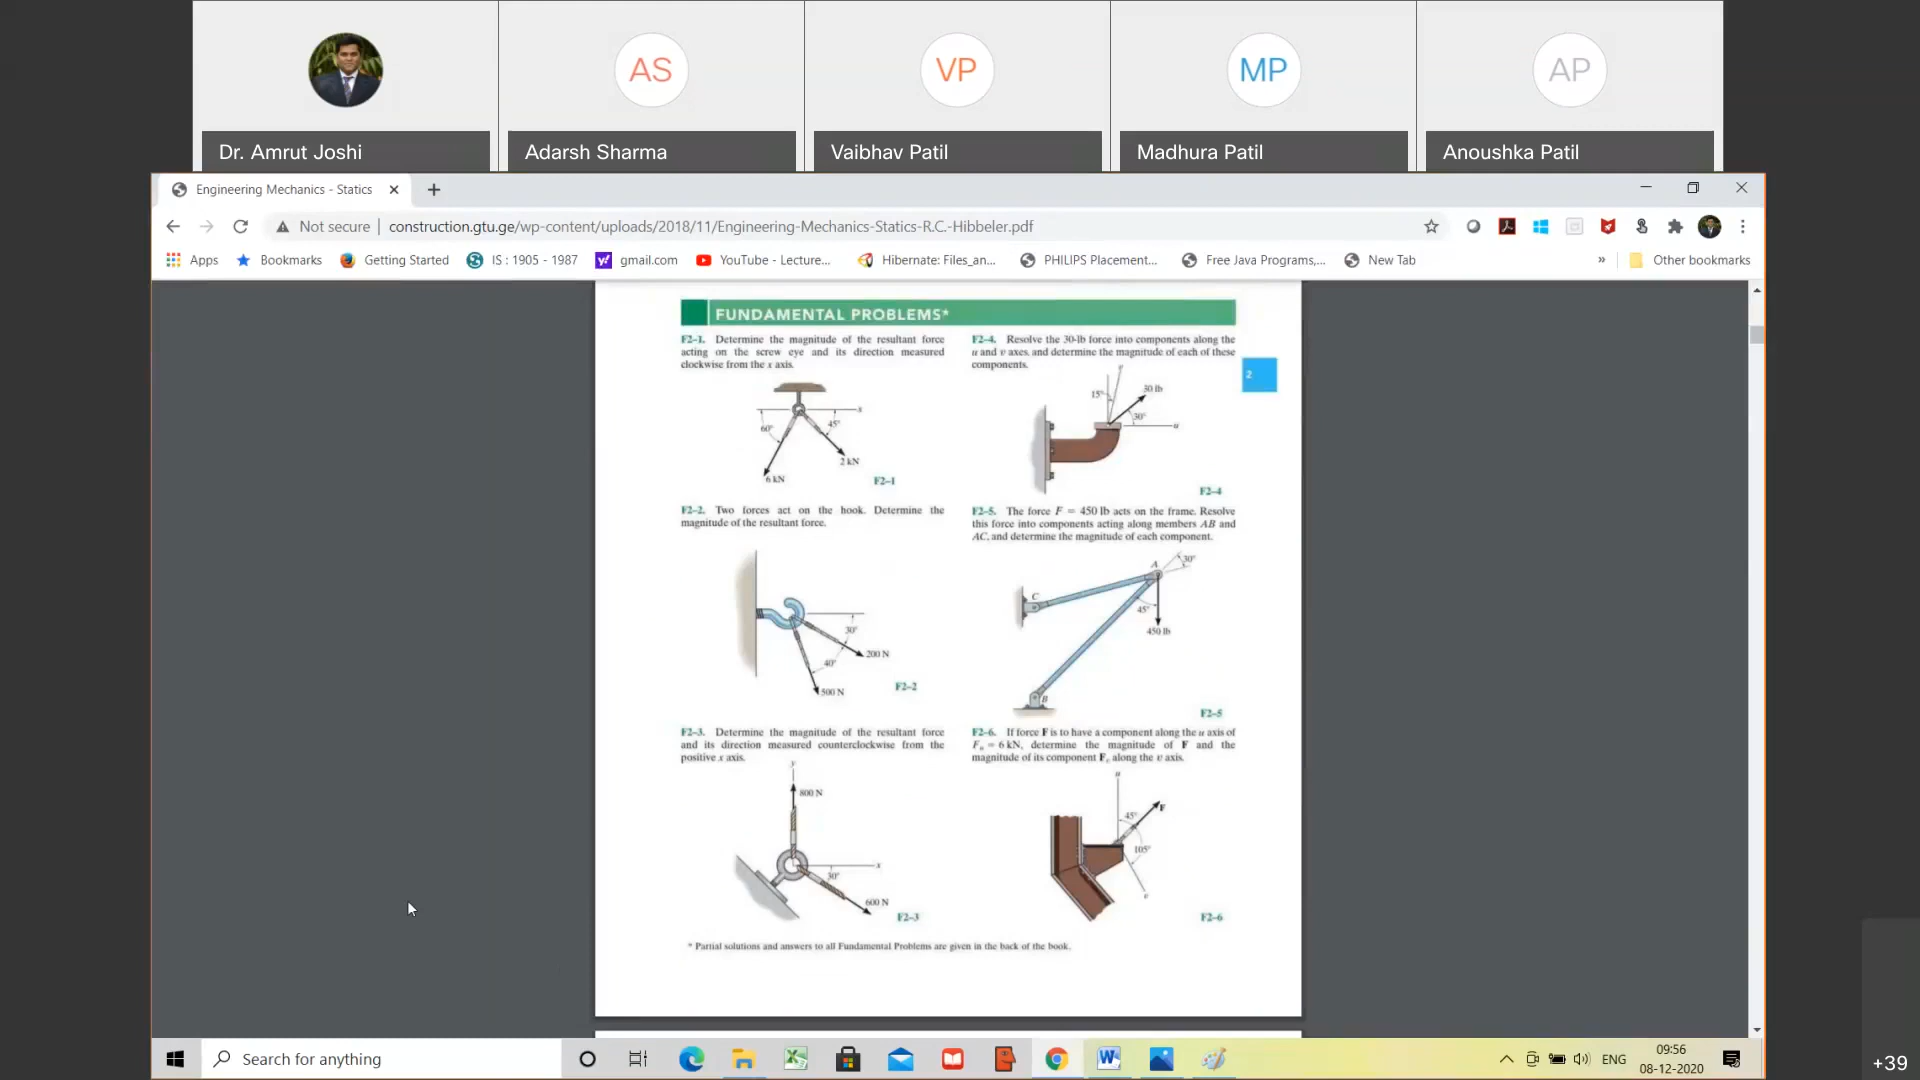 AS
VP
MP
AP
Dr. Amrut Joshi
Adarsh Sharma
Vaibhav Patil
Madhura Patil
Anoushka Patil
Engineering Mechanics - Statics
Not secure
construction.gtu.ge/wp-content/uploads/2018/11/Engineering-Mechanics-Statics-R.C.-Hibbeler.pdf
Apps
Bookmarks
Getting Started
IS : 1905 - 1987
gmail.com
YouTube - Lecture...
Hibernate: Files_an...
PHILIPS Placement...
Free Java Programs,...
New Tab
»
Other bookmarks
FUNDAMENTAL PROBLEMS*
F2–1. Determine the magnitude of the resultant force
acting on the screw eye and its direction measured
clockwise from the x axis.
x
60°
45°
2 kN
6 kN
F2–1
F2–2. Two forces act on the hook. Determine the
magnitude of the resultant force.
30°
200 N
40°
500 N
F2–2
F2–3. Determine the magnitude of the resultant force
and its direction measured counterclockwise from the
positive x axis.
y
800 N
x
30°
600 N
F2–3
F2–4. Resolve the 30-lb force into components along the
u and v axes, and determine the magnitude of each of these
components.
2
v
15°
30 lb
30°
u
F2–4
F2–5. The force F = 450 lb acts on the frame. Resolve
this force into components acting along members AB and
AC, and determine the magnitude of each component.
A
30°
C
45°
450 lb
B
F2–5
F2–6. If force F is to have a component along the u axis of
Fu = 6 kN, determine the magnitude of F and the
magnitude of its component Fv along the v axis.
u
45°
F
105°
v
F2–6
* Partial solutions and answers to all Fundamental Problems are given in the back of the book.
Search for anything
ENG
09:56
08-12-2020
+39